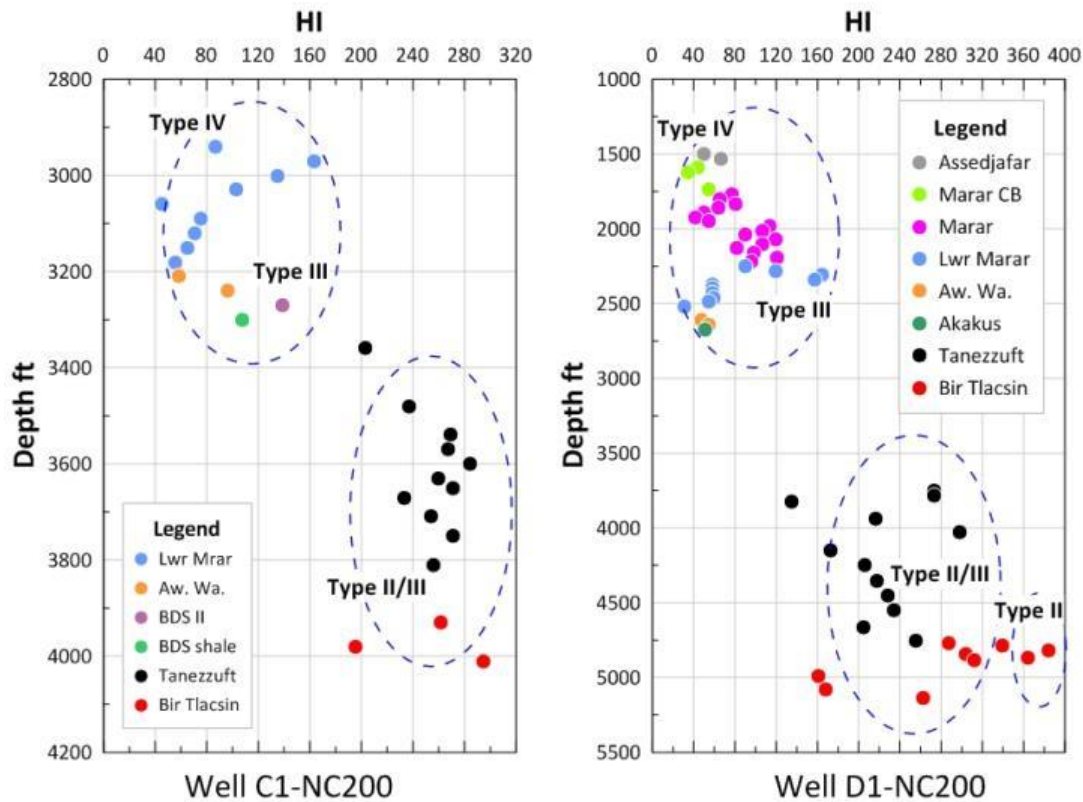 HI
0 40 80 120 160 200 240 280 320
2800
3000
3200
3400
3600
3800
4000
4200
Depth ft
Type IV
Type III
Type II/III
Legend
Lwr Mrar
Aw. Wa.
BDS II
BDS shale
Tanezzuft
Bir Tlacsin
Well C1-NC200
HI
0 40 80 120 160 200 240 280 320 360 400
1000
1500
2000
2500
3000
3500
4000
4500
5000
5500
Depth ft
Type IV
Type III
Type II/III
Type II
Legend
Assedjafar
Marar CB
Marar
Lwr Marar
Aw. Wa.
Akakus
Tanezzuft
Bir Tlacsin
Well D1-NC200